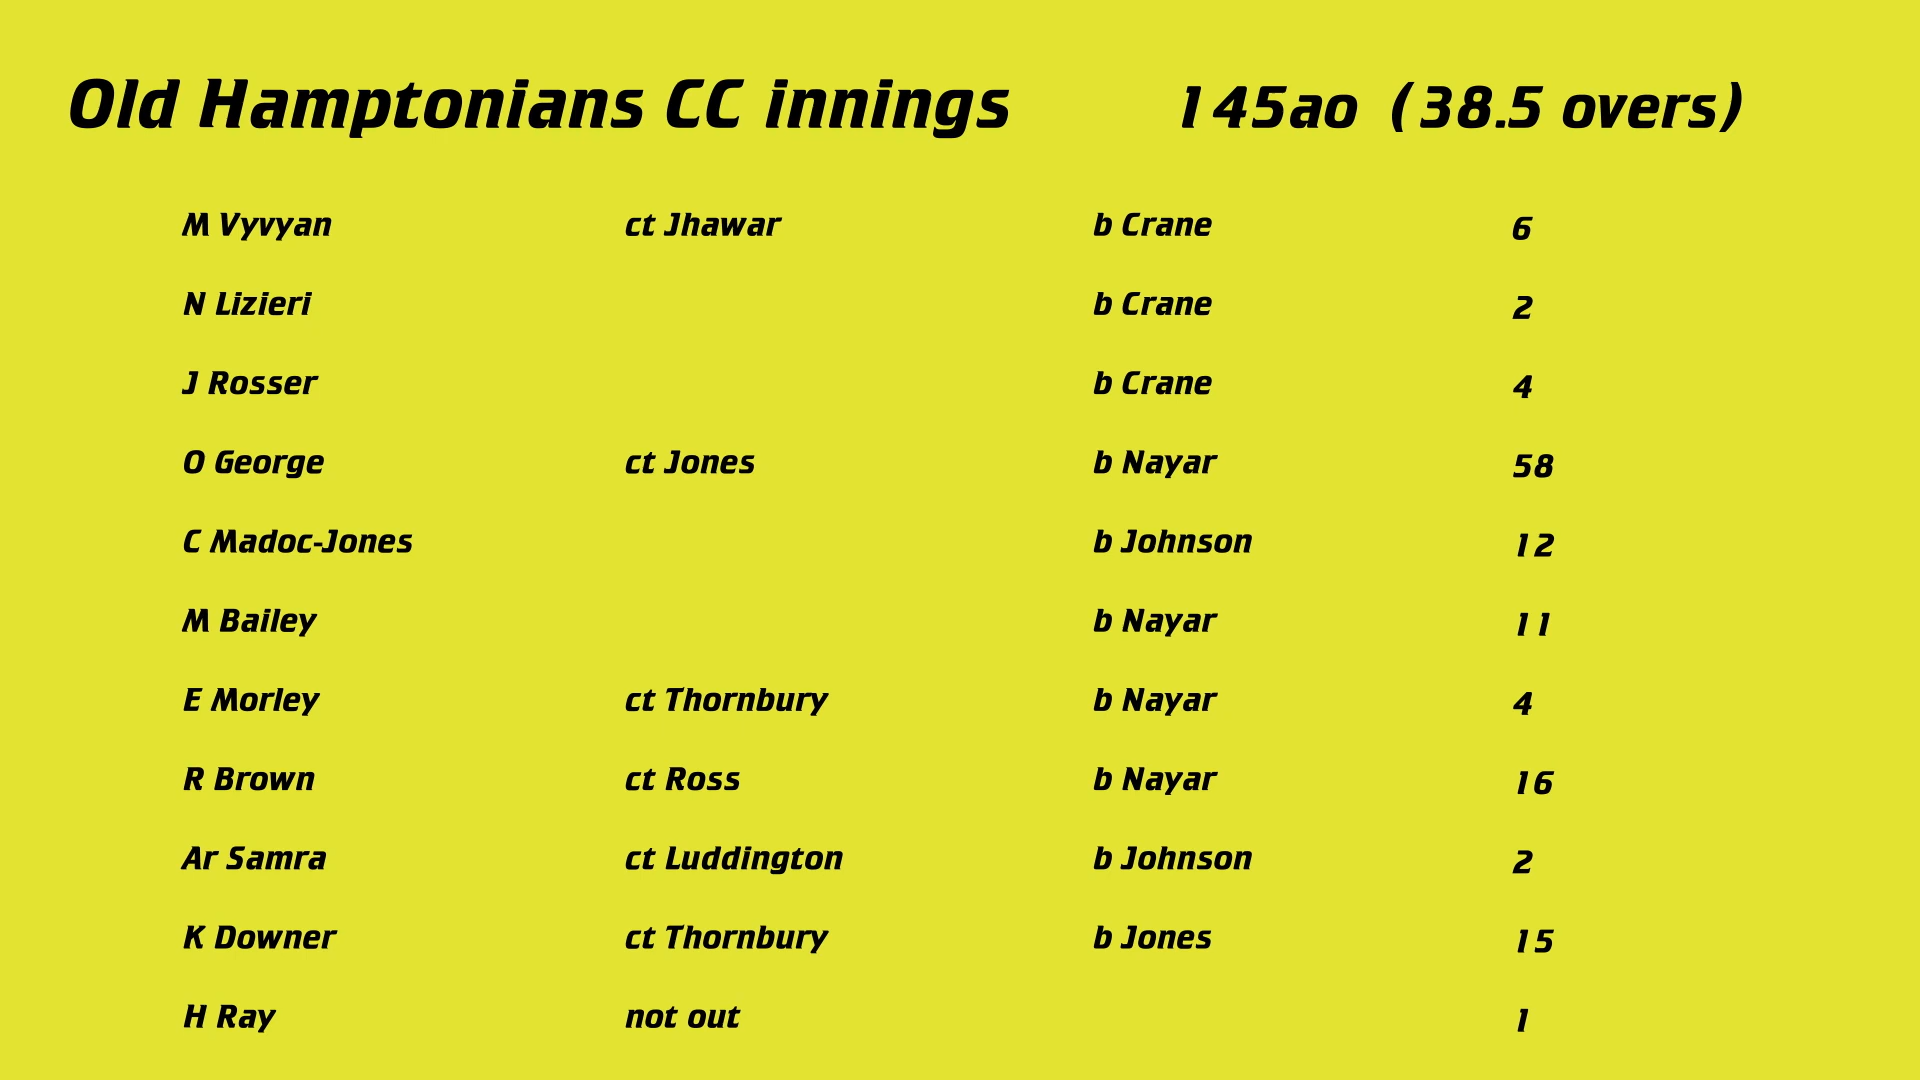 Old Hamptonians CC innings 145ao (38.5 overs)
M Vyvyan ct Jhawar b Crane 6
N Lizieri b Crane 2
J Rosser b Crane 4
O George ct Jones b Nayar 58
C Madoc-Jones b Johnson 12
M Bailey b Nayar 11
E Morley ct Thornbury b Nayar 4
R Brown ct Ross b Nayar 16
Ar Samra ct Luddington b Johnson 2
K Downer ct Thornbury b Jones 15
H Ray not out 1